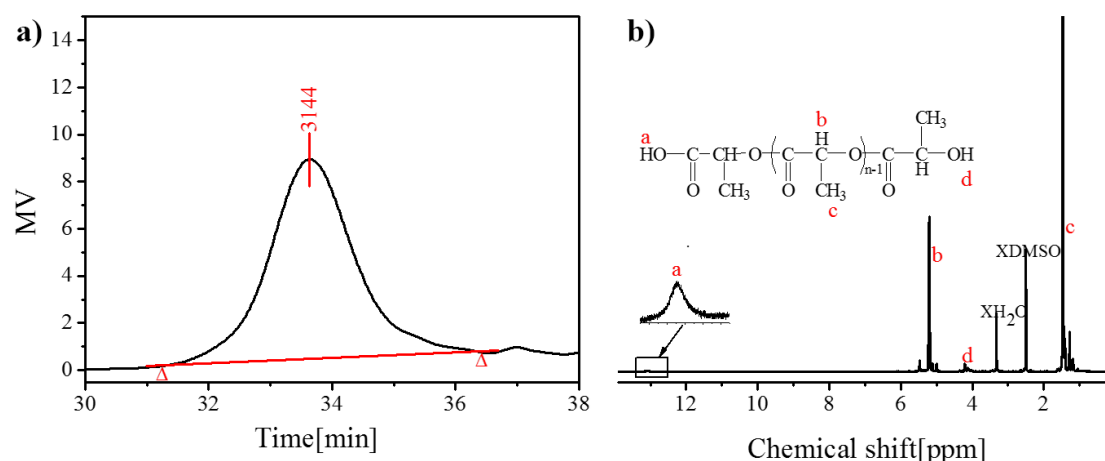 a)
14
12
10
8
6
4
2
0
MV
3144
Δ
Δ
30
32
34
36
38
Time[min]
b)
a
HO—C—CH—O—(—C—C—O—)n-1—C—C—OH
O
CH3
b
H
O
CH3
c
CH3
O
H
d
a
b
c
d
XDMSO
XH2O
12
10
8
6
4
2
Chemical shift[ppm]